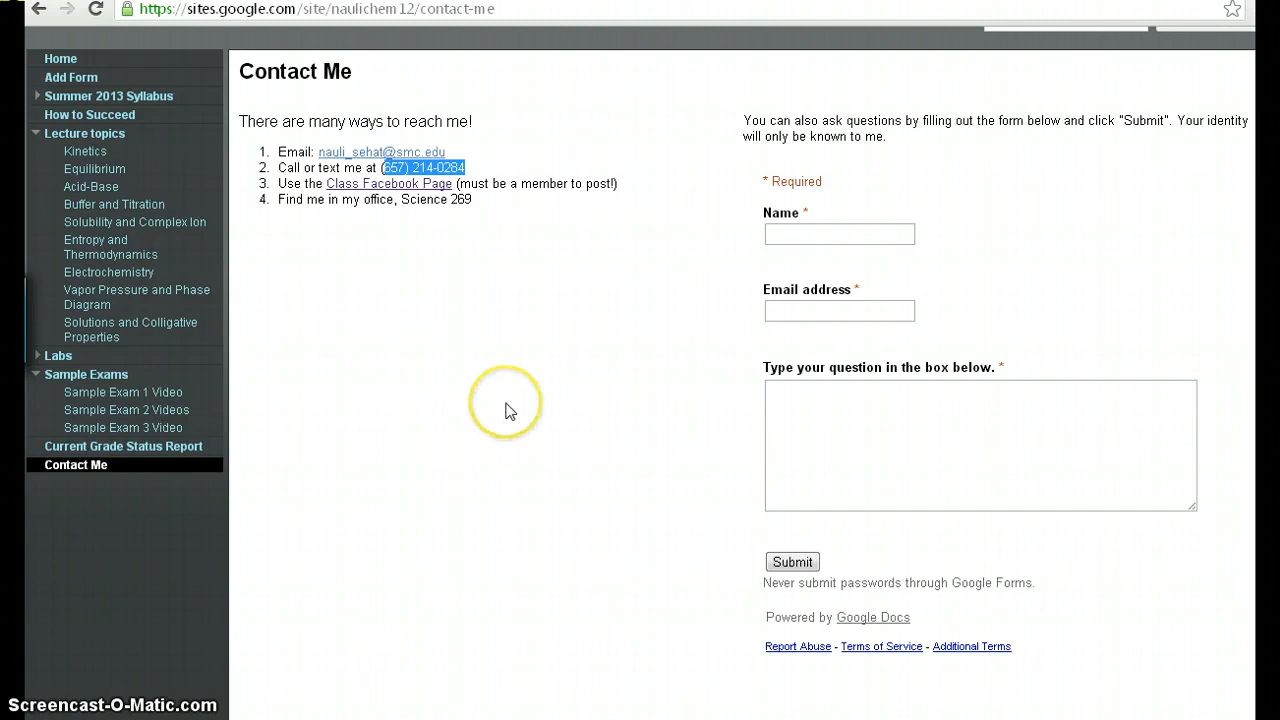 https://sites.google.com/site/naulichem12/contact-me
Home
Add Form
Summer 2013 Syllabus
How to Succeed
Lecture topics
Kinetics
Equilibrium
Acid-Base
Buffer and Titration
Solubility and Complex Ion
Entropy and
Thermodynamics
Electrochemistry
Vapor Pressure and Phase
Diagram
Solutions and Colligative
Properties
Labs
Sample Exams
Sample Exam 1 Video
Sample Exam 2 Videos
Sample Exam 3 Video
Current Grade Status Report
Contact Me
Contact Me
There are many ways to reach me!
1. Email: nauli_sehat@smc.edu
2. Call or text me at (657) 214-0284
3. Use the Class Facebook Page (must be a member to post!)
4. Find me in my office, Science 269
You can also ask questions by filling out the form below and click "Submit". Your identity
will only be known to me.
* Required
Name *
Email address *
Type your question in the box below. *
Submit
Never submit passwords through Google Forms.
Powered by Google Docs
Report Abuse - Terms of Service - Additional Terms
Screencast-O-Matic.com